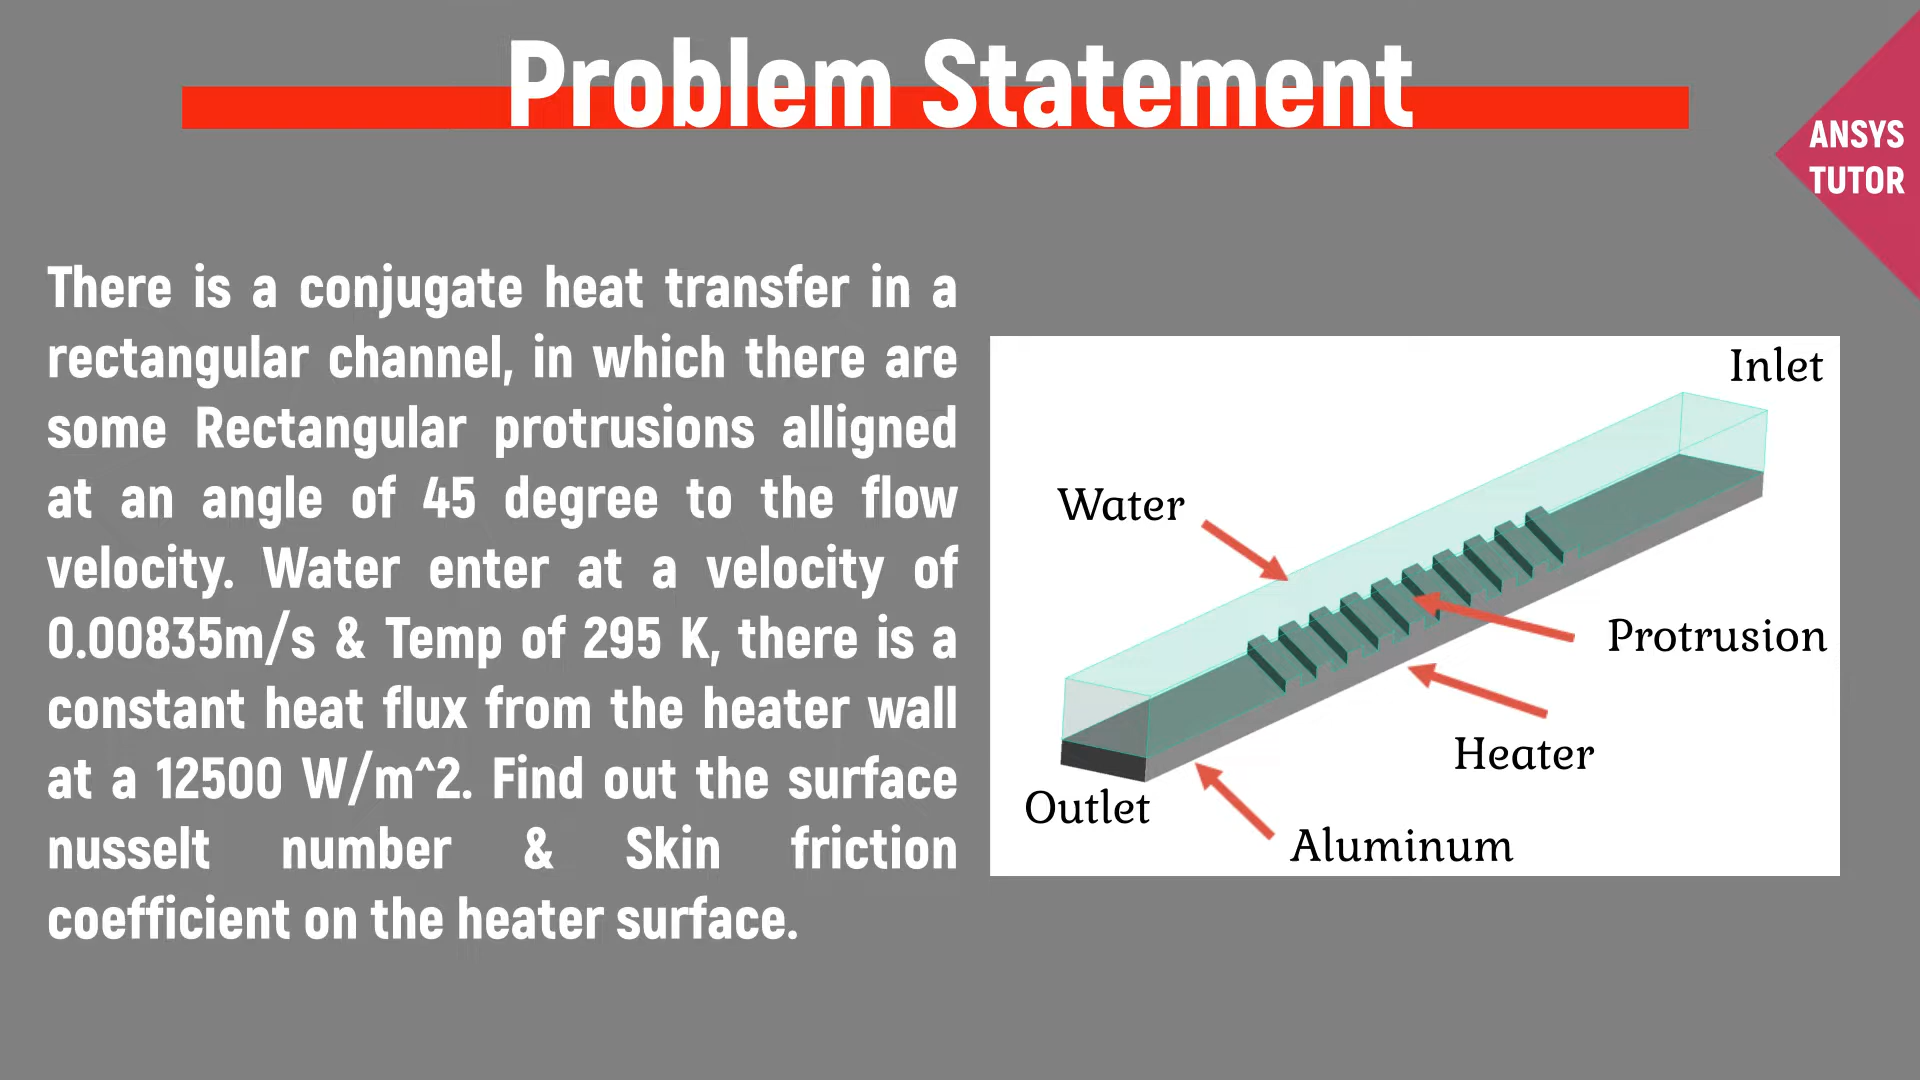 Problem Statement
ANSYS
TUTOR
There is a conjugate heat transfer in a
rectangular channel, in which there are
some Rectangular protrusions alligned
at an angle of 45 degree to the flow
velocity. Water enter at a velocity of
0.00835m/s & Temp of 295 K, there is a
constant heat flux from the heater wall
at a 12500 W/m^2. Find out the surface
nusselt number & Skin friction
coefficient on the heater surface.
Inlet
Water
Protrusion
Heater
Outlet
Aluminum